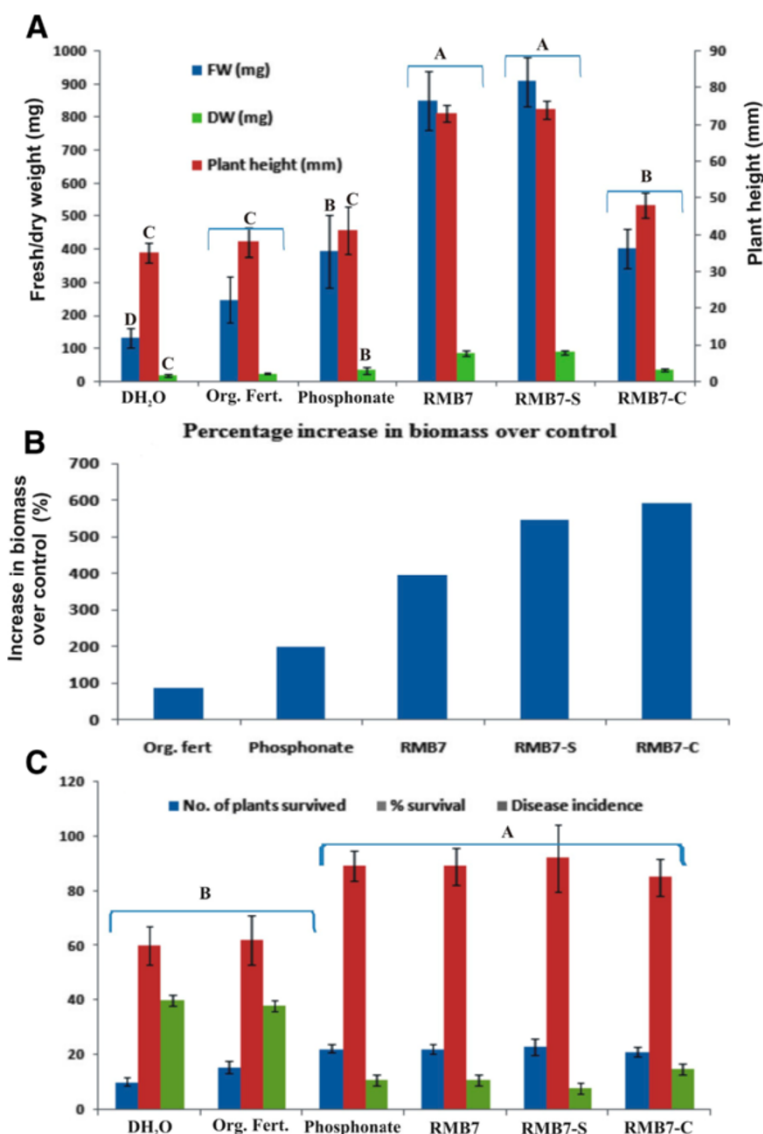 A
1000
900
800
700
600
500
400
300
200
100
0
Fresh/dry weight (mg)
FW (mg)
DW (mg)
Plant height (mm)
D C C
C
B C B
A
A
B
90
80
70
60
50
40
30
20
10
0
Plant height (mm)
DH₂O Org. Fert. Phosphonate RMB7 RMB7-S RMB7-C
Percentage increase in biomass over control
B
700
600
500
400
300
200
100
0
Increase in biomass
over control (%)
Org. fert Phosphonate RMB7 RMB7-S RMB7-C
C
120
100
80
60
40
20
0
No. of plants survived % survival Disease incidence
B
A
DH₂O Org. Fert. Phosphonate RMB7 RMB7-S RMB7-C